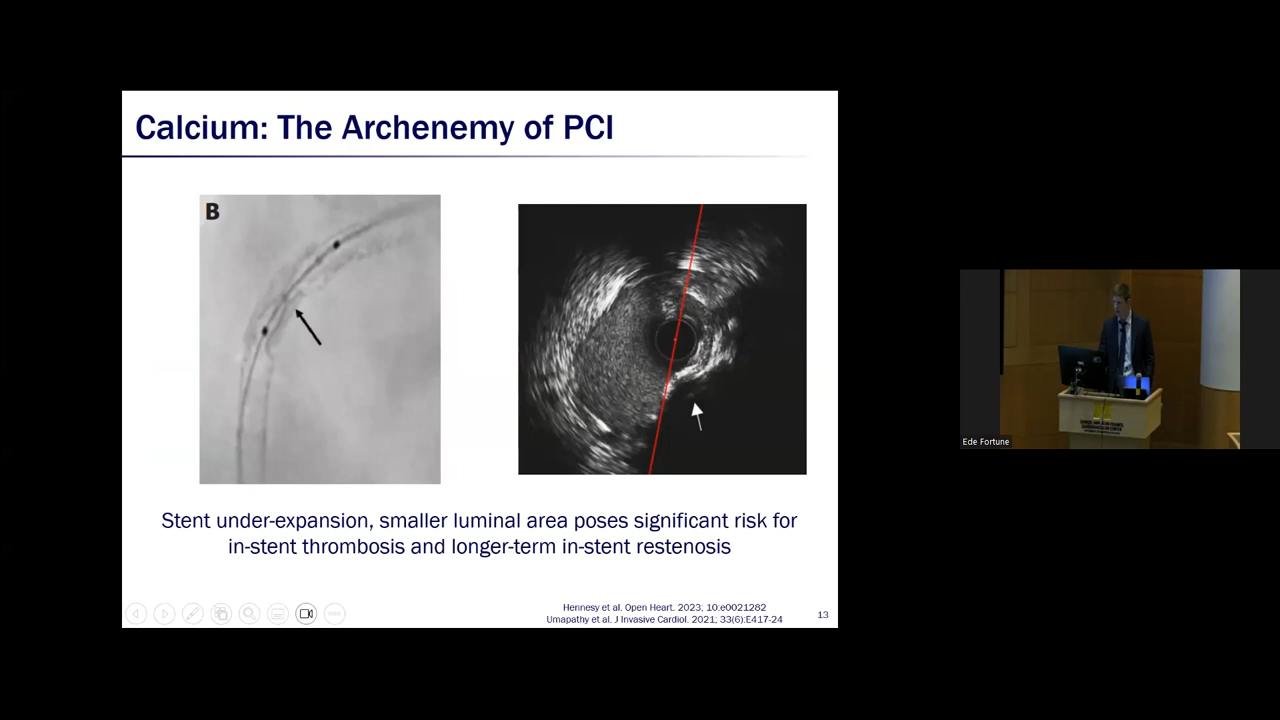 Calcium: The Archenemy of PCI
B
Stent under-expansion, smaller luminal area poses significant risk for
in-stent thrombosis and longer-term in-stent restenosis
Hennesy et al. Open Heart. 2023; 10:e0021282
Umapathy et al. J Invasive Cardiol. 2021; 33(6):E417-24
13
Ede Fortune